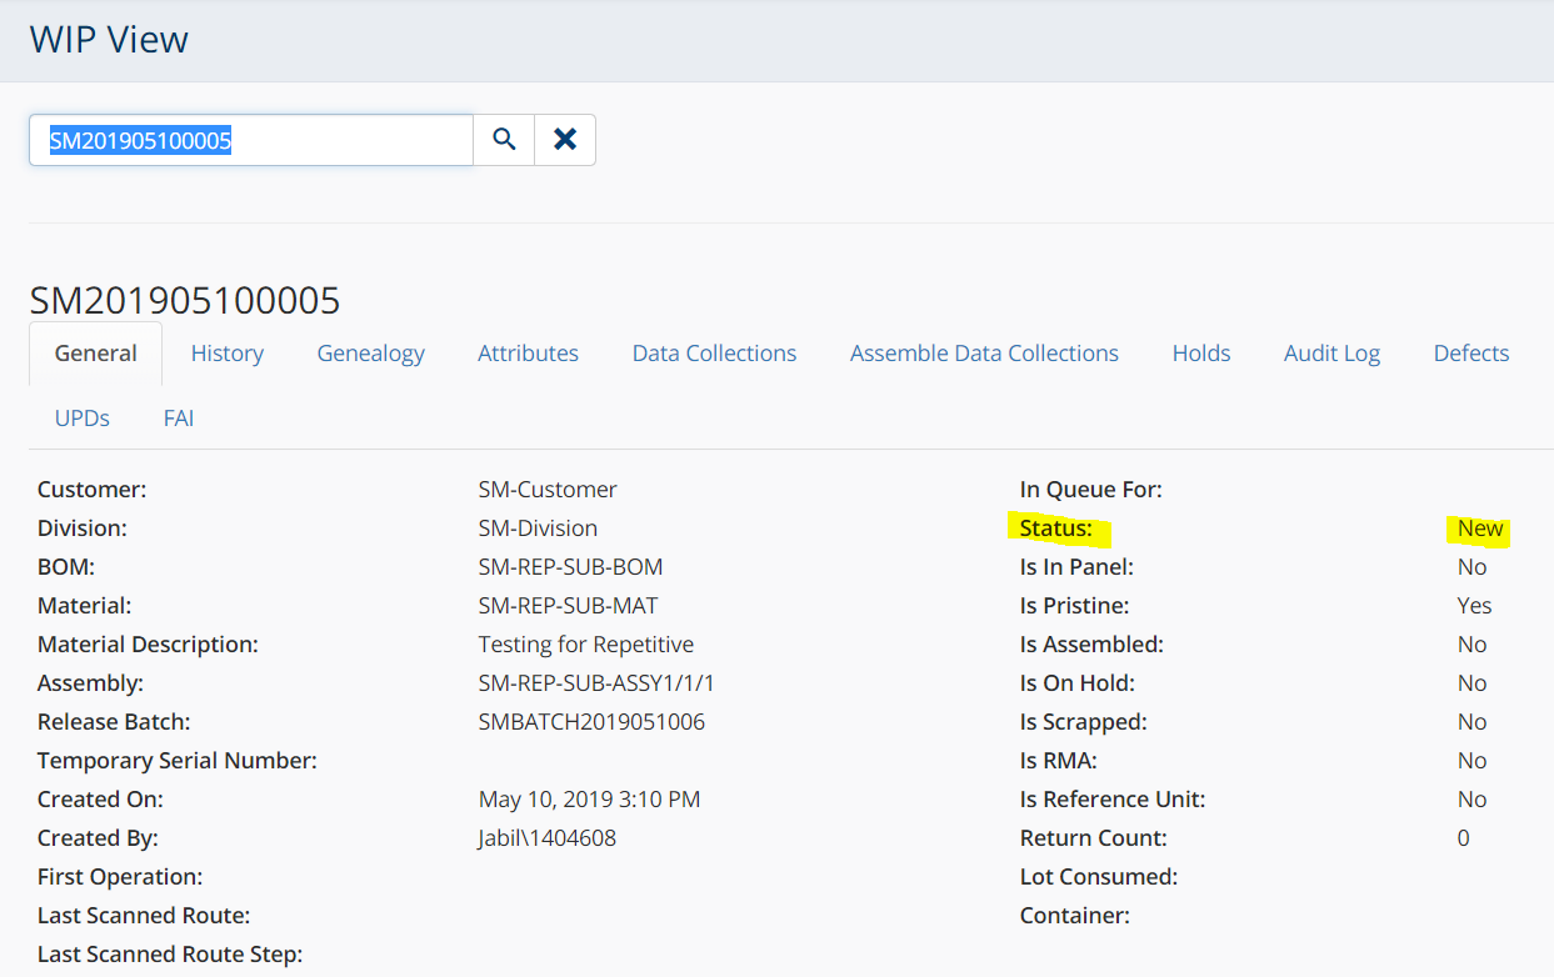 WIP View
SM201905100005
SM201905100005
General History Genealogy Attributes Data Collections Assemble Data Collections Holds Audit Log Defects
UPDs FAI
Customer: SM-Customer In Queue For:
Division: SM-Division Status: New
BOM: SM-REP-SUB-BOM Is In Panel: No
Material: SM-REP-SUB-MAT Is Pristine: Yes
Material Description: Testing for Repetitive Is Assembled: No
Assembly: SM-REP-SUB-ASSY1/1/1 Is On Hold: No
Release Batch: SMBATCH2019051006 Is Scrapped: No
Temporary Serial Number: Is RMA: No
Created On: May 10, 2019 3:10 PM Is Reference Unit: No
Created By: Jabil\1404608 Return Count: 0
First Operation: Lot Consumed:
Last Scanned Route: Container:
Last Scanned Route Step: